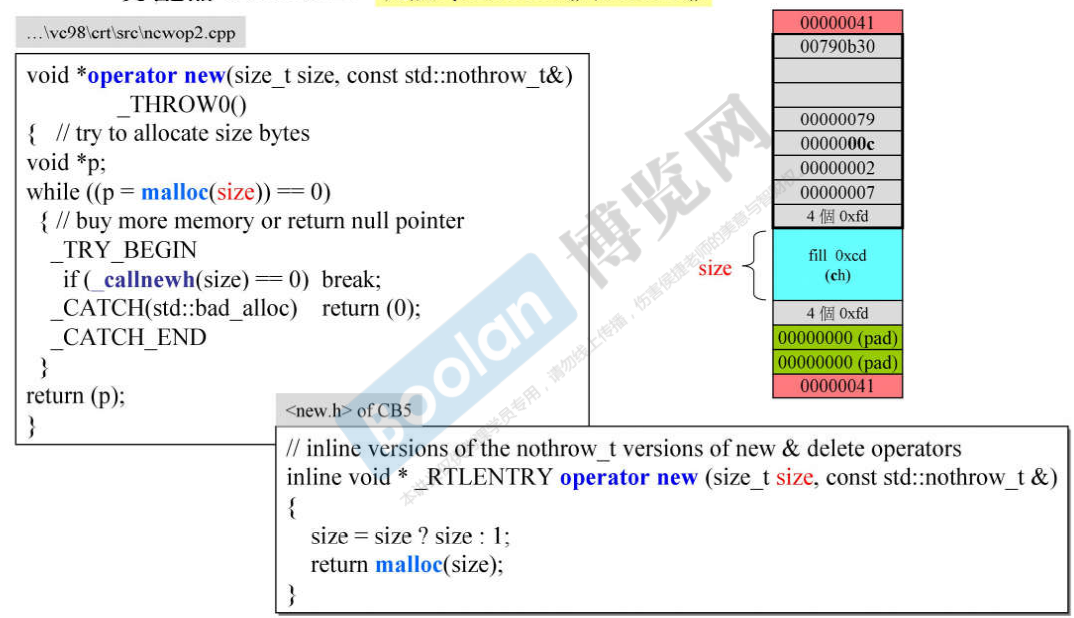 …\vc98\crt\src\newop2.cpp
void *operator new(size_t size, const std::nothrow_t&)
_THROW0()
{ // try to allocate size bytes
void *p;
while ((p = malloc(size)) == 0)
{ // buy more memory or return null pointer
_TRY_BEGIN
if (_callnewh(size) == 0) break;
_CATCH(std::bad_alloc) return (0);
_CATCH_END
}
return (p);
}
<new.h> of CB5
// inline versions of the nothrow_t versions of new & delete operators
inline void * _RTLENTRY operator new (size_t size, const std::nothrow_t &)
{
size = size ? size : 1;
return malloc(size);
}
00000041
00790b30
00000079
0000000c
00000002
00000007
4 個 0xfd
size
fill 0xcd
(ch)
4 個 0xfd
00000000 (pad)
00000000 (pad)
00000041
boolan
博览网